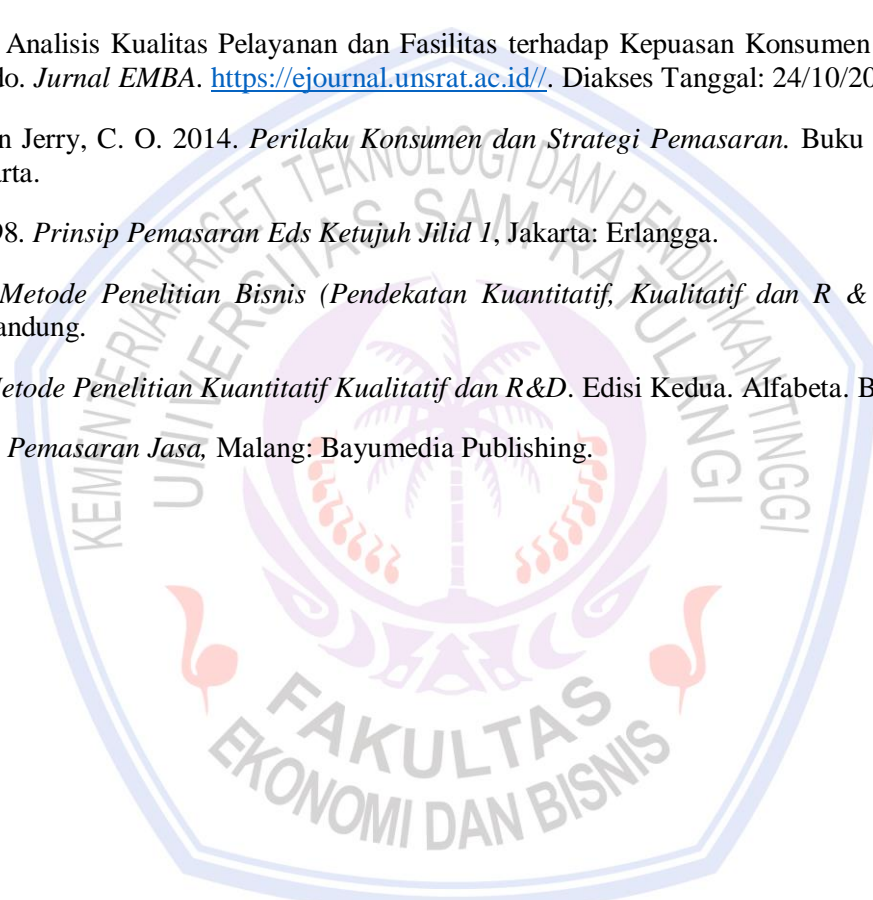 Analisis Kualitas Pelayanan dan Fasilitas terhadap Kepuasan Konsumen
do. Jurnal EMBA. https://ejournal.unsrat.ac.id//. Diakses Tanggal: 24/10/20
n Jerry, C. O. 2014. Perilaku Konsumen dan Strategi Pemasaran. Buku
arta.
98. Prinsip Pemasaran Eds Ketujuh Jilid 1, Jakarta: Erlangga.
Metode Penelitian Bisnis (Pendekatan Kuantitatif, Kualitatif dan R &
andung.
Metode Penelitian Kuantitatif Kualitatif dan R&D. Edisi Kedua. Alfabeta. B
Pemasaran Jasa, Malang: Bayumedia Publishing.
KEMENTERIAN RISET TEKNOLOGI DAN PENDIDIKAN TINGGI
UNIVERSITAS SAM RATULANGI
FAKULTAS
EKONOMI DAN BISNIS